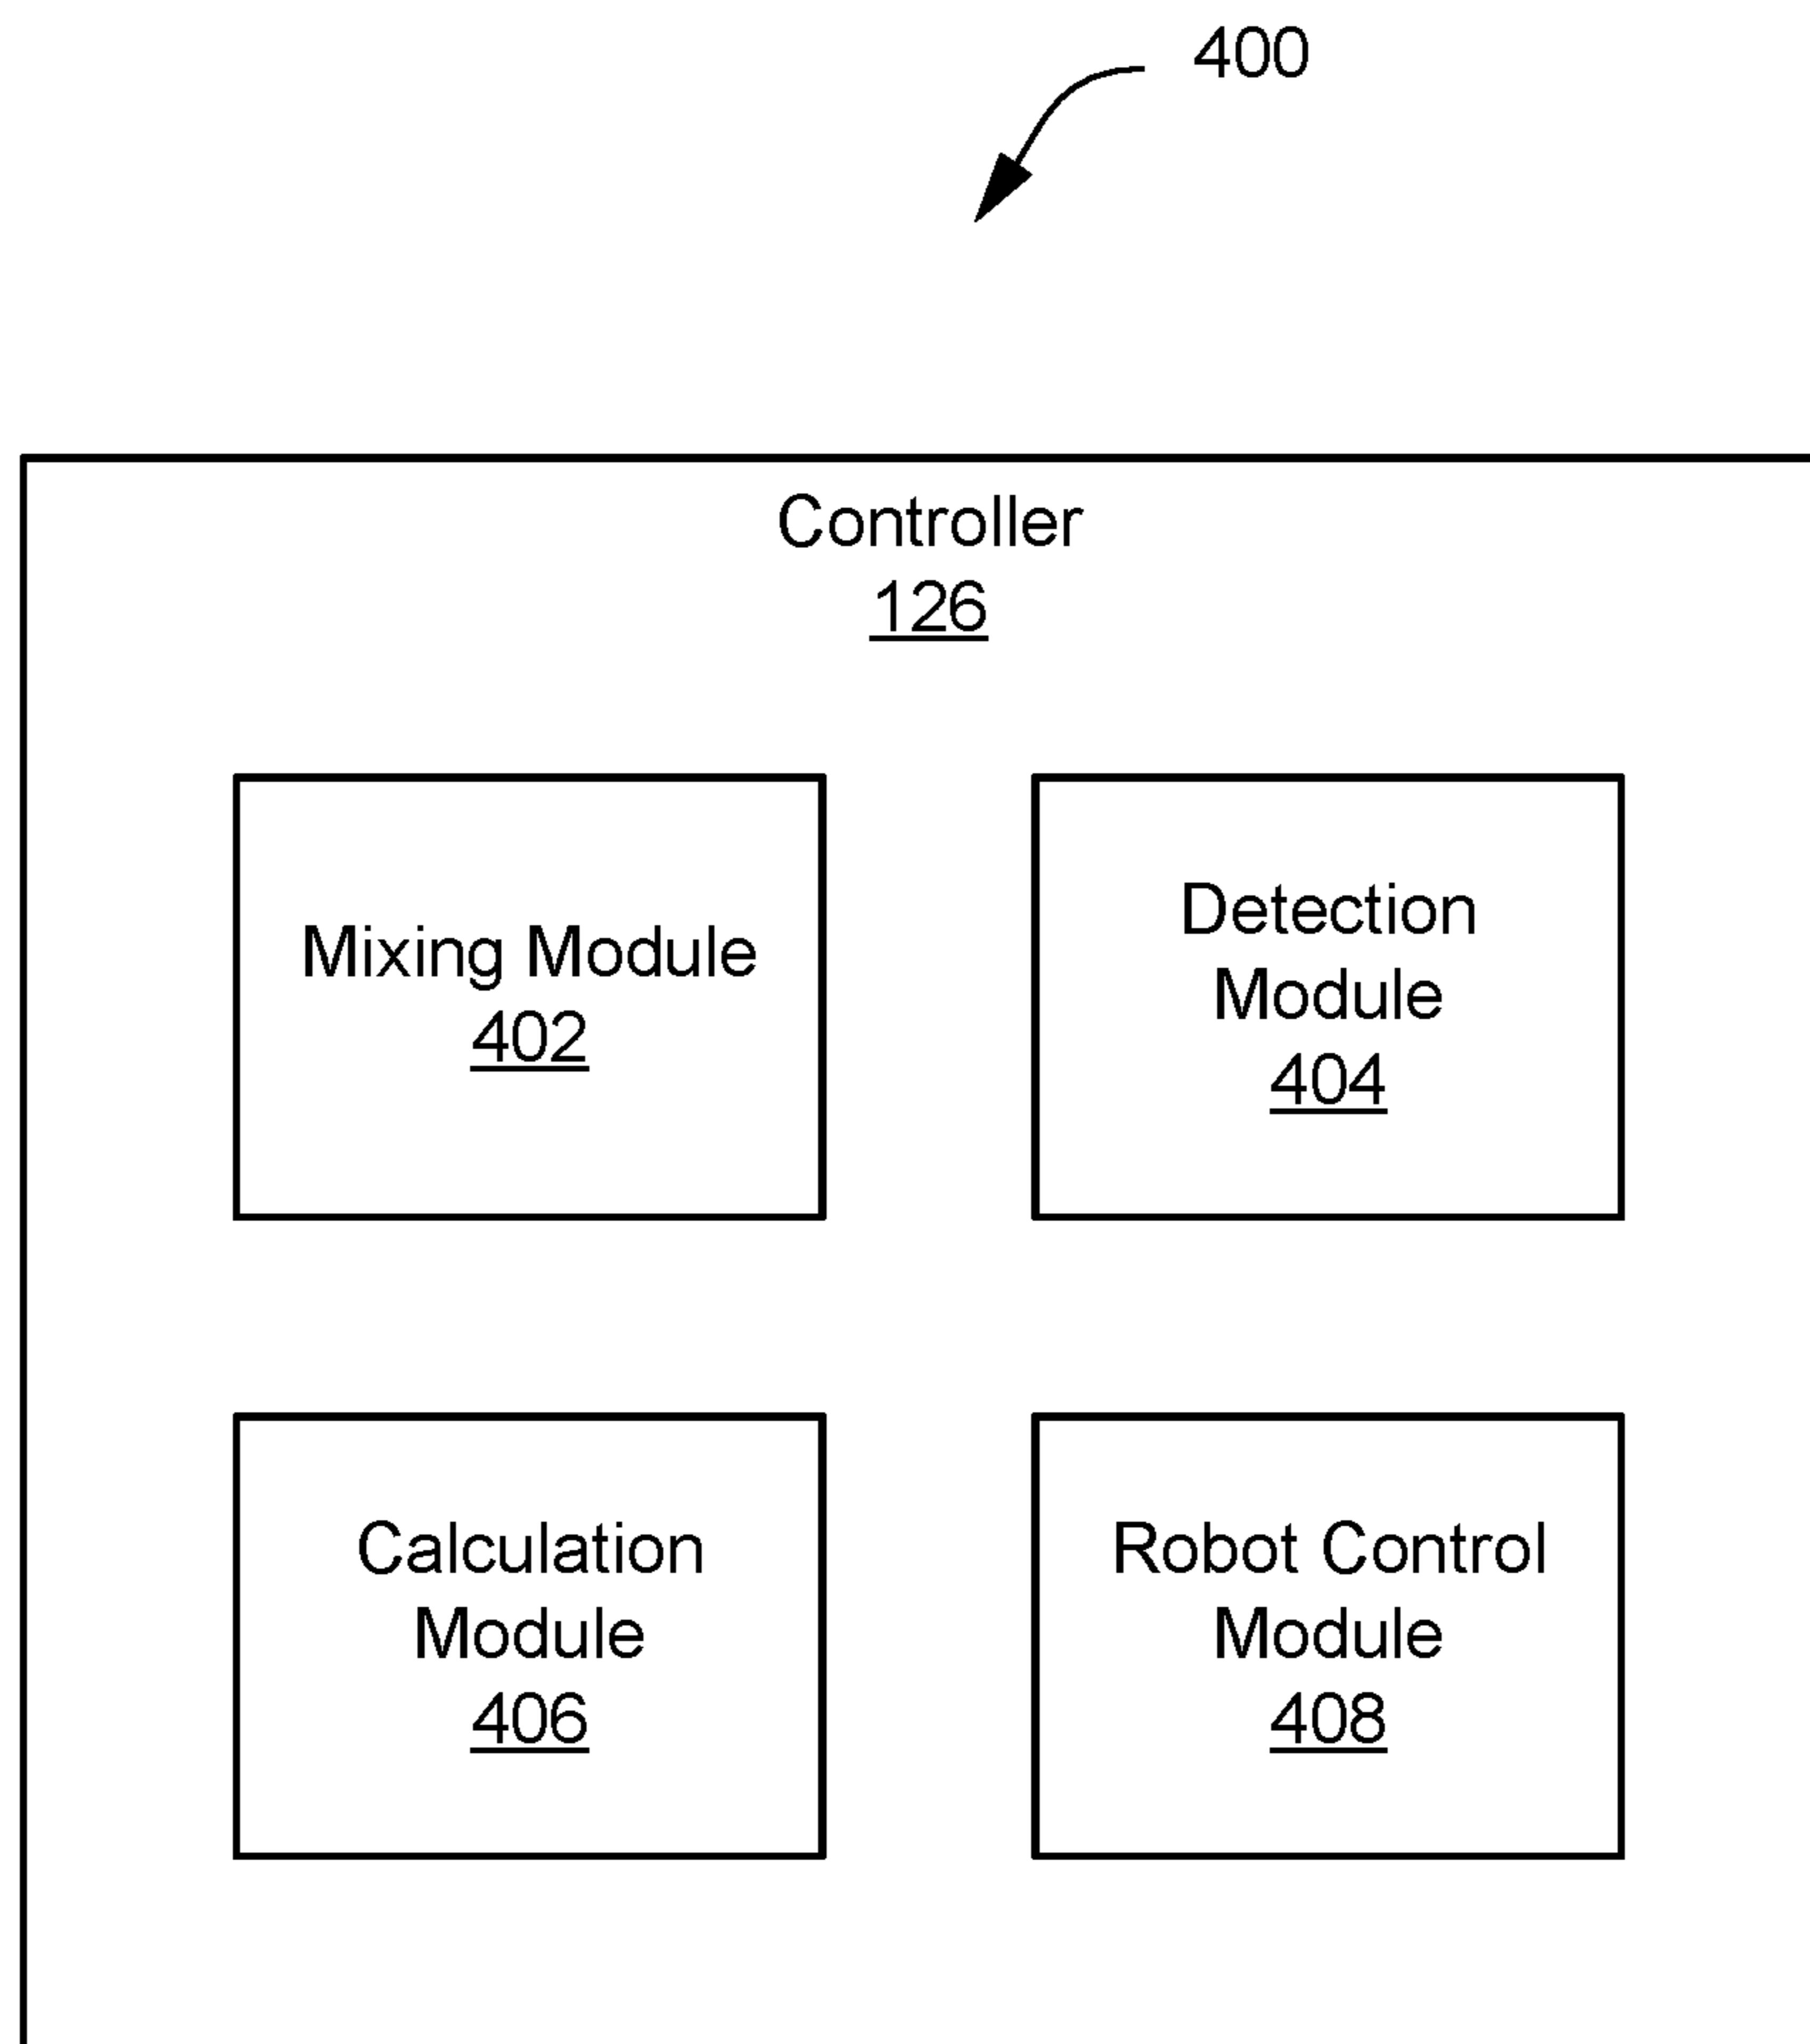 400
Controller
126
Mixing Module
402
Detection
Module
404
Calculation
Module
406
Robot Control
Module
408